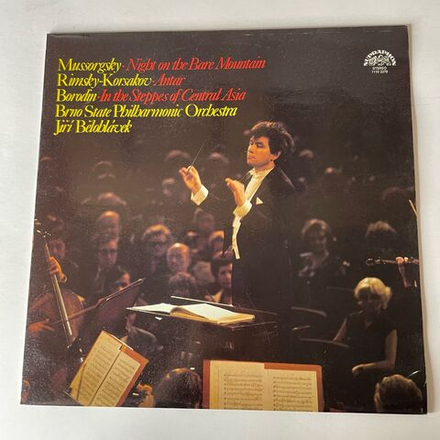 Mussorgsky · Night on the Bare Mountain
Rimsky-Korsakov · Antar
Borodin · In the Steppes of Central Asia
Brno State Philharmonic Orchestra
Jiří Bělohlávek
SUPRAPHON
STEREO